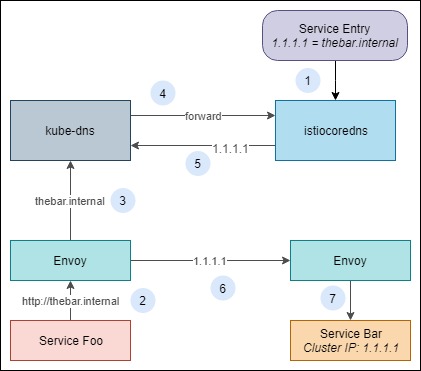 Service Entry
1.1.1.1 = thebar.internal
1
4
kube-dns
forward
istiocoredns
1.1.1.1
5
thebar.internal
3
Envoy
1.1.1.1
Envoy
6
http://thebar.internal
2
7
Service Foo
Service Bar
Cluster IP: 1.1.1.1